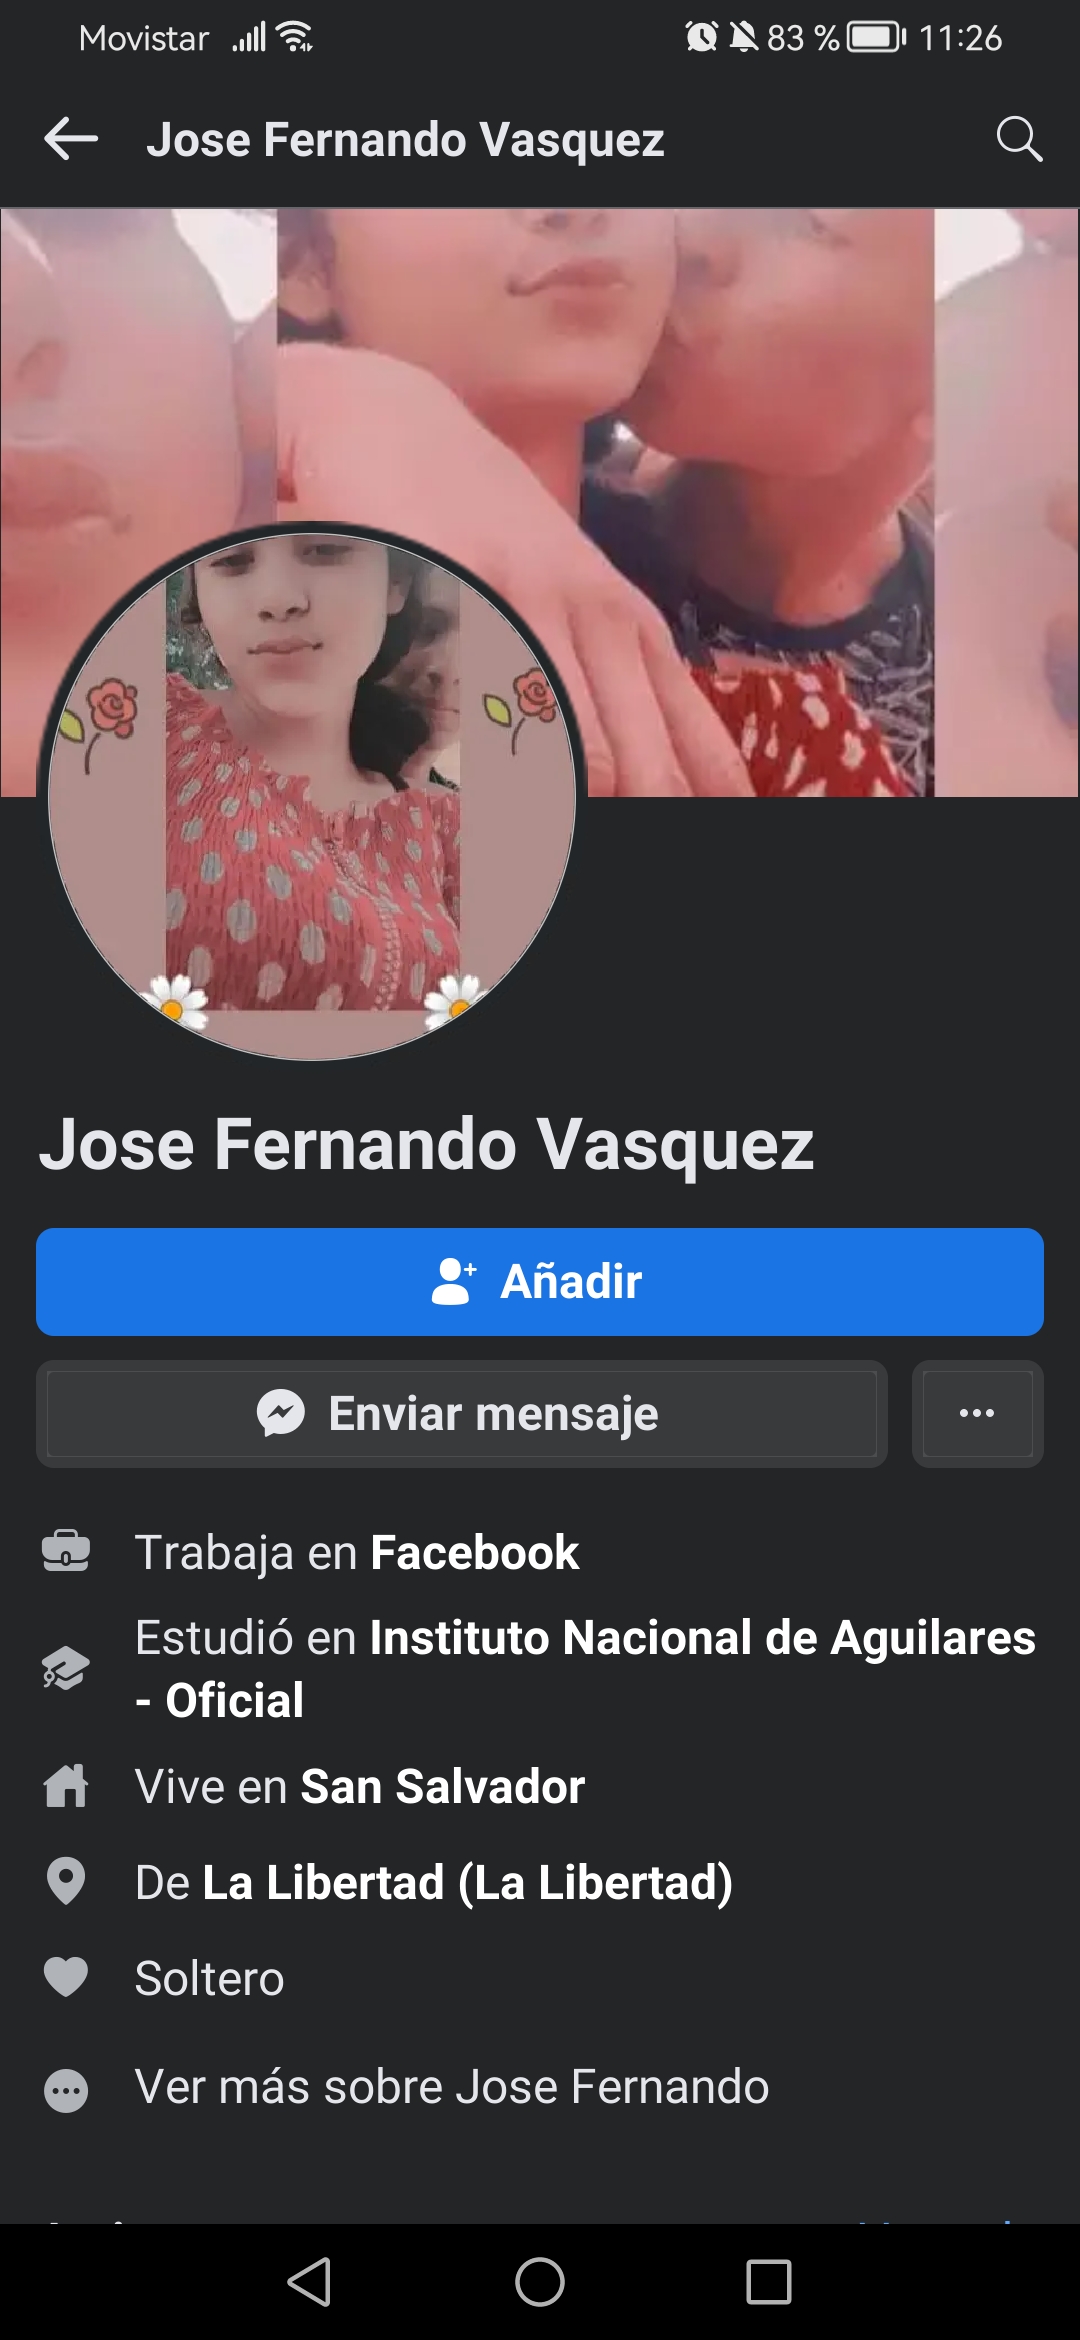 Movistar 83 % 11:26
Jose Fernando Vasquez
Jose Fernando Vasquez
Añadir
Enviar mensaje
Trabaja en Facebook
Estudió en Instituto Nacional de Aguilares
- Oficial
Vive en San Salvador
De La Libertad (La Libertad)
Soltero
Ver más sobre Jose Fernando